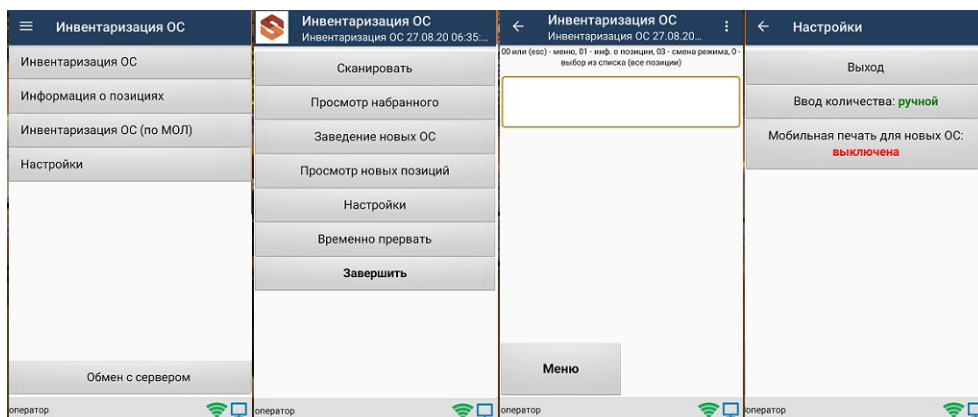 Инвентаризация ОС
Инвентаризация ОС
Информация о позициях
Инвентаризация ОС (по МОЛ)
Настройки
Обмен с сервером
оператор
Инвентаризация ОС
Инвентаризация ОС 27.08.20 06:35:...
Сканировать
Просмотр набранного
Заведение новых ОС
Просмотр новых позиций
Настройки
Временно прервать
Завершить
оператор
Инвентаризация ОС
Инвентаризация ОС 27.08.20...
00 или (esc) - меню, 01 - инф. о позиции, 03 - смена режима, 0 -
выбор из списка (все позиции)
Меню
оператор
Настройки
Выход
Ввод количества: ручной
Мобильная печать для новых ОС:
выключена
оператор